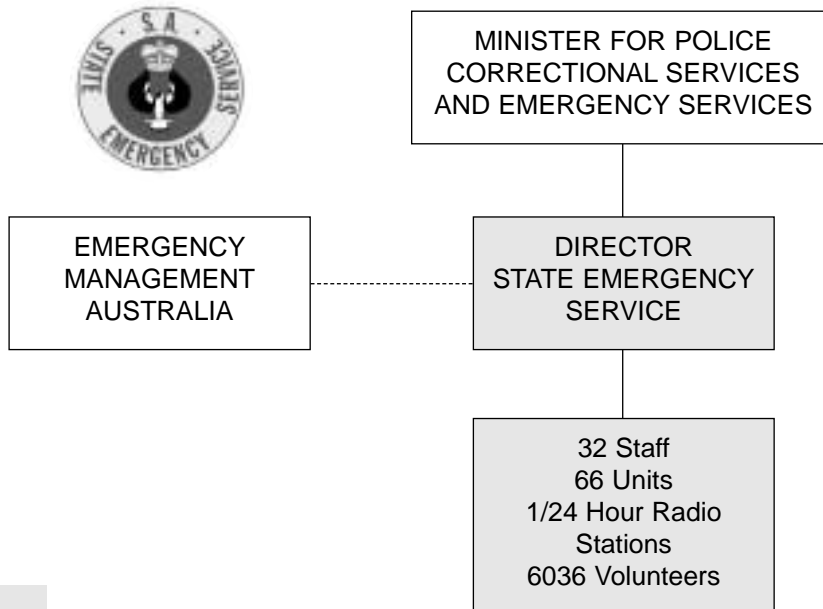 S.A.
STATE EMERGENCY SERVICE
MINISTER FOR POLICE
CORRECTIONAL SERVICES
AND EMERGENCY SERVICES
EMERGENCY
MANAGEMENT
AUSTRALIA
DIRECTOR
STATE EMERGENCY
SERVICE
32 Staff
66 Units
1/24 Hour Radio
Stations
6036 Volunteers